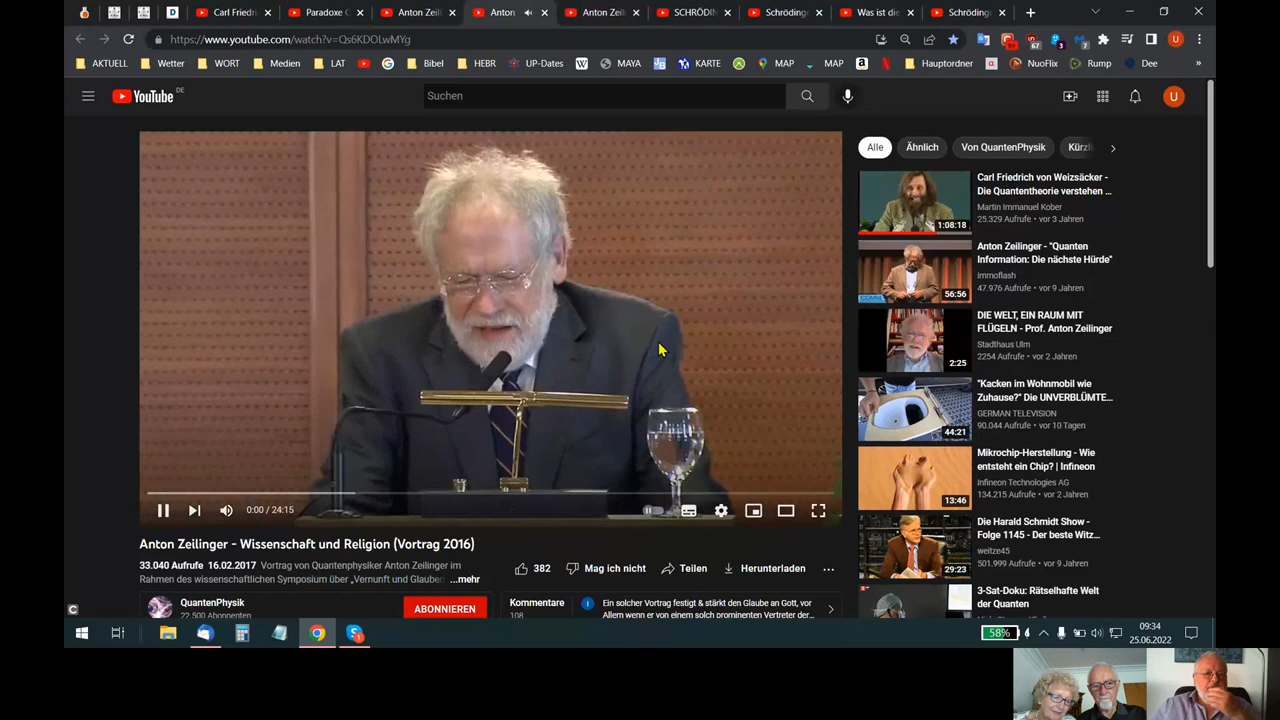 Carl Friedr
Paradoxe C
Anton Zeil
Anton
Anton Zei
SCHRÖDIN
Schröding
Was ist die
Schröding
https://www.youtube.com/watch?v=Qs6KDOLwMYg
AKTUELL
Wetter
WORT
Medien
LAT
Bibel
HEBR
UP-Dates
MAYA
KARTE
MAP
MAP
Hauptordner
NuoFlix
Rump
Dee
YouTube DE
Suchen
U
Alle
Ähnlich
Von QuantenPhysik
Kürzl
Carl Friedrich von Weizsäcker -
Die Quantentheorie verstehen ...
Martin Immanuel Kober
25.329 Aufrufe • vor 3 Jahren
1:08:18
Anton Zeilinger - "Quanten
Information: Die nächste Hürde"
immoflash
47.976 Aufrufe • vor 9 Jahren
56:56
DIE WELT, EIN RAUM MIT
FLÜGELN - Prof. Anton Zeilinger
Stadthaus Ulm
2254 Aufrufe • vor 2 Jahren
2:25
"Kacken im Wohnmobil wie
Zuhause?" Die UNVERBLÜMTE...
GERMAN TELEVISION
90.044 Aufrufe • vor 10 Tagen
44:21
Mikrochip-Herstellung - Wie
entsteht ein Chip? | Infineon
Infineon Technologies AG
134.215 Aufrufe • vor 2 Jahren
13:46
Die Harald Schmidt Show -
Folge 1145 - Der beste Witz...
weitze45
501.999 Aufrufe • vor 9 Jahren
29:23
3-Sat-Doku: Rätselhafte Welt
der Quanten
1:00 / 24:15
Anton Zeilinger - Wissenschaft und Religion (Vortrag 2016)
33.040 Aufrufe 16.02.2017 Vortrag von Quantenphysiker Anton Zeilinger im
Rahmen des wissenschaftlichen Symposium über „Vernunft und Glauben ...mehr
382
Mag ich nicht
Teilen
Herunterladen
QuantenPhysik
22.500 Abonnenten
ABONNIEREN
Kommentare
108
Ein solcher Vortrag festigt & stärkt den Glaube an Gott, vor
Allem wenn er von einem solch prominenten Vertreter der
58%
09:34
25.06.2022